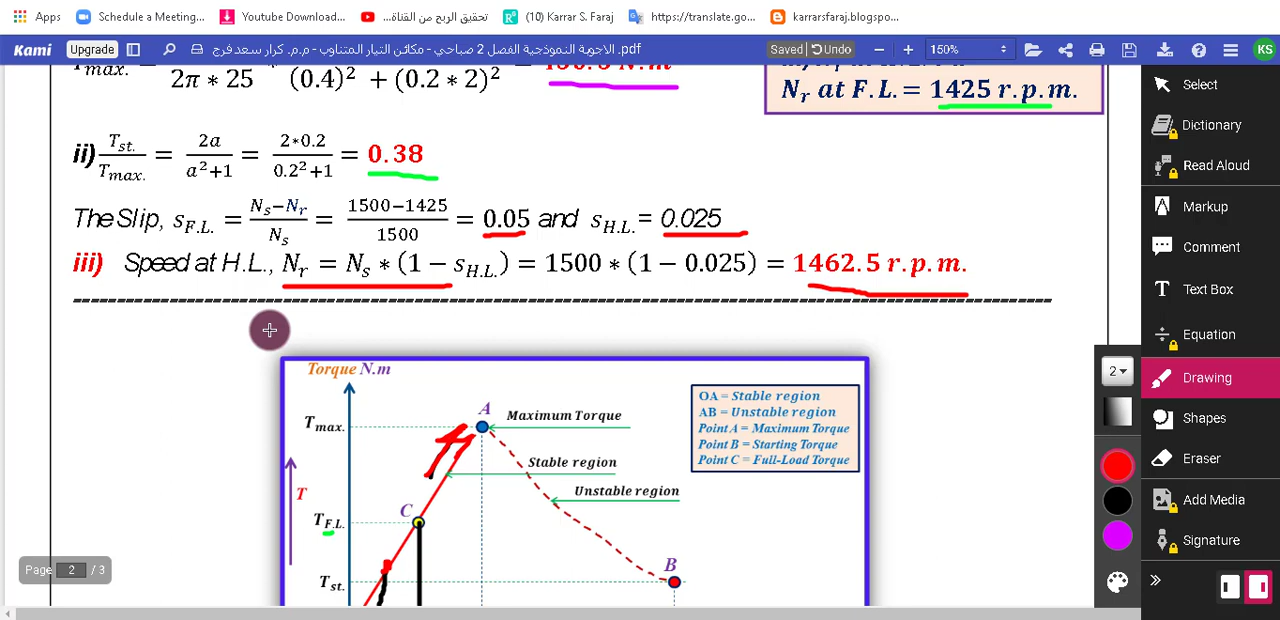 Apps Schedule a Meeting... Youtube Download... تحقيق الربح من القناة... (10) Karrar S. Faraj https://translate.go... karrarsfaraj.blogspo...
Kami Upgrade الاجوبة النموذجية الفصل 2 صباحي - مكائن التيار المتناوب - م.م. كرار سعد فرج.pdf Saved Undo − + 150% KS
T_max. = / 2π * 25 * (0.4)² + (0.2 * 2)² =
N_r at F.L. = 1425 r.p.m.
ii) T_st. / T_max. = 2a / a²+1 = 2*0.2 / 0.2²+1 = 0.38
The Slip, s_F.L. = N_s−N_r / N_s = 1500−1425 / 1500 = 0.05 and s_H.L. = 0.025
iii) Speed at H.L., N_r = N_s * (1 − s_H.L.) = 1500 * (1 − 0.025) = 1462.5 r.p.m.
Torque N.m
T_max.
A
Maximum Torque
Stable region
Unstable region
T
C
T_F.L.
B
T_st.
OA = Stable region
AB = Unstable region
Point A = Maximum Torque
Point B = Starting Torque
Point C = Full-Load Torque
Page 2 / 3
2
Select
Dictionary
Read Aloud
Markup
Comment
Text Box
Equation
Drawing
Shapes
Eraser
Add Media
Signature